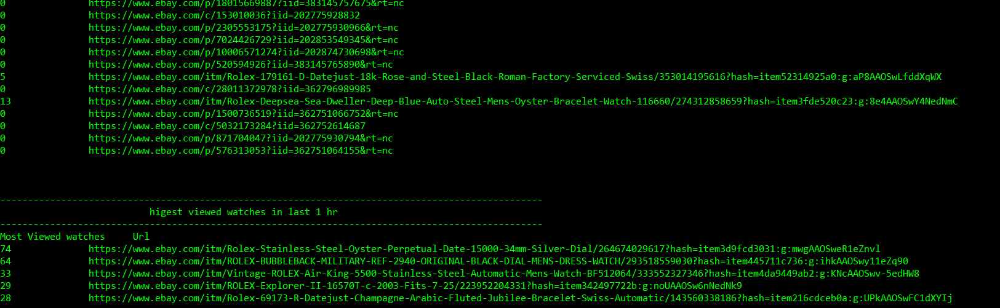 0 https://www.ebay.com/p/18015669887?iid=383145757675&rt=nc
0 https://www.ebay.com/c/153010036?iid=202775928832
0 https://www.ebay.com/p/2305553175?iid=202775930966&rt=nc
0 https://www.ebay.com/p/7024426729?iid=202853549345&rt=nc
0 https://www.ebay.com/p/10006571274?iid=202874730698&rt=nc
0 https://www.ebay.com/p/520594926?iid=383145765890&rt=nc
5 https://www.ebay.com/itm/Rolex-179161-D-Datejust-18k-Rose-and-Steel-Black-Roman-Factory-Serviced-Swiss/353014195616?hash=item52314925a0:g:aP8AAOSwLfddXqWX
0 https://www.ebay.com/c/28011372978?iid=362796989985
13 https://www.ebay.com/itm/Rolex-Deepsea-Sea-Dweller-Deep-Blue-Auto-Steel-Mens-Oyster-Bracelet-Watch-116660/274312858659?hash=item3fde520c23:g:8e4AAOSwY4NedNmC
0 https://www.ebay.com/p/1500736519?iid=362751066752&rt=nc
0 https://www.ebay.com/c/5032173284?iid=362752614687
0 https://www.ebay.com/p/871704047?iid=202775930794&rt=nc
0 https://www.ebay.com/p/576313053?iid=362751064155&rt=nc
--------------------------------------------------------------------------------------------------
higest viewed watches in last 1 hr
--------------------------------------------------------------------------------------------------
Most Viewed watches Url
74 https://www.ebay.com/itm/Rolex-Stainless-Steel-Oyster-Perpetual-Date-15000-34mm-Silver-Dial/264674029617?hash=item3d9fcd3031:g:mwgAAOSweR1eZnvl
64 https://www.ebay.com/itm/ROLEX-BUBBLEBACK-MILITARY-REF-2940-ORIGINAL-BLACK-DIAL-MENS-DRESS-WATCH/293518559030?hash=item445711c736:g:ihkAAOSwy11eZq90
33 https://www.ebay.com/itm/Vintage-ROLEX-Air-King-5500-Stainless-Steel-Automatic-Mens-Watch-BF512064/333552327346?hash=item4da9449ab2:g:KNcAAOSwv-5edHW8
29 https://www.ebay.com/itm/ROLEX-Explorer-II-16570T-c-2003-Fits-7-25/223952204331?hash=item342497722b:g:noUAAOSw6nNedNk9
28 https://www.ebay.com/itm/Rolex-69173-R-Datejust-Champagne-Arabic-Fluted-Jubilee-Bracelet-Swiss-Automatic/143560338186?hash=item216cdceb0a:g:UPkAAOSwFC1dXYIj